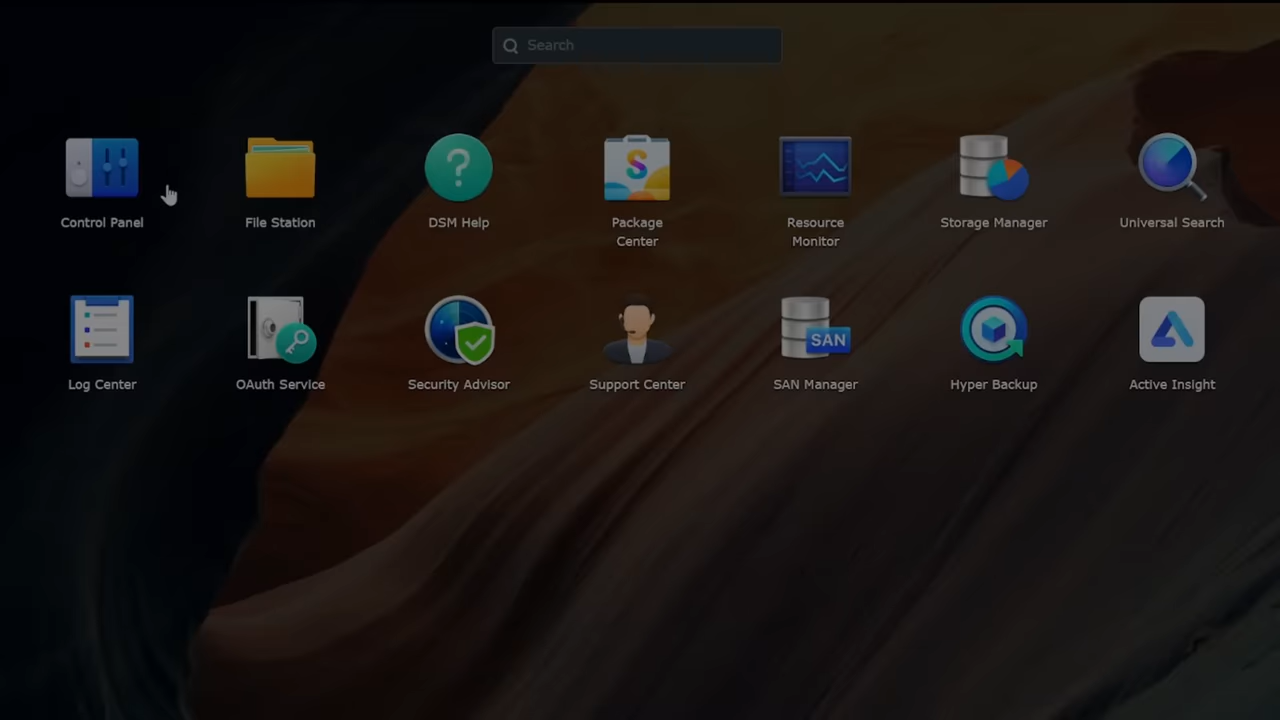 Search
Control Panel
File Station
DSM Help
Package
Center
Resource
Monitor
Storage Manager
Universal Search
Log Center
OAuth Service
Security Advisor
Support Center
SAN
SAN Manager
Hyper Backup
Active Insight